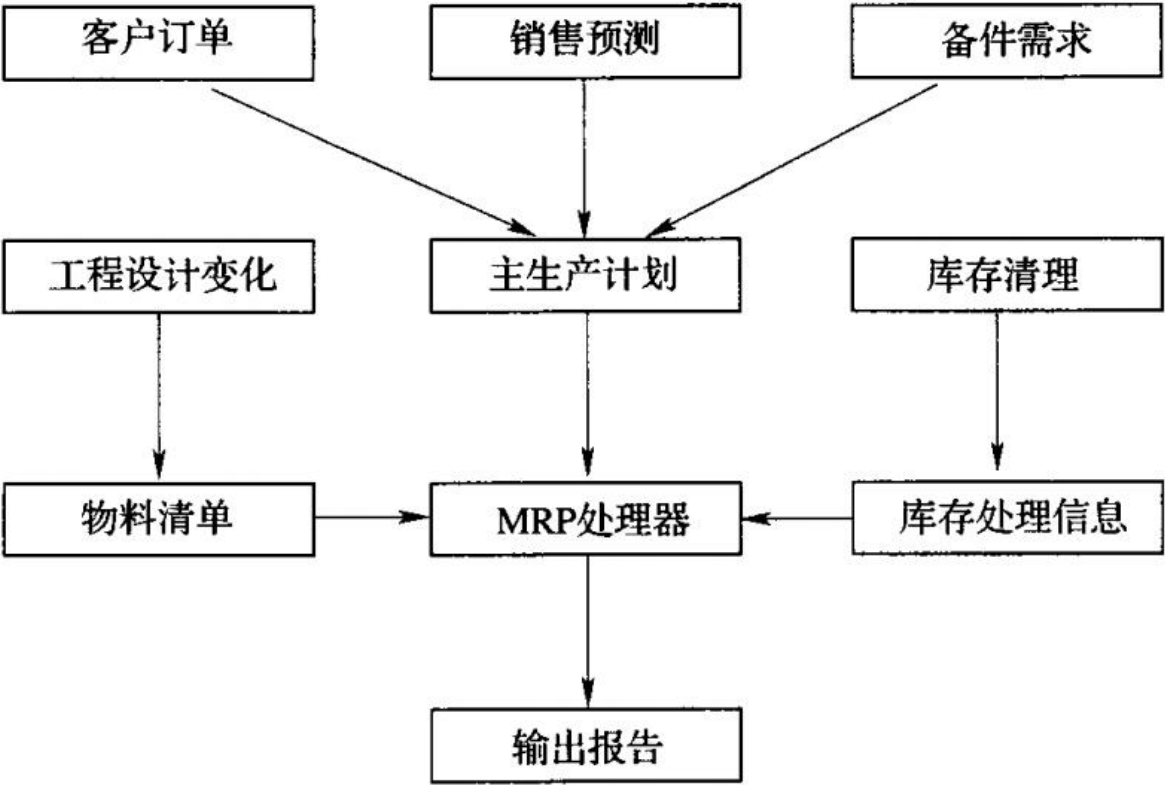 客户订单
销售预测
备件需求
工程设计变化
主生产计划
库存清理
物料清单
MRP处理器
库存处理信息
输出报告